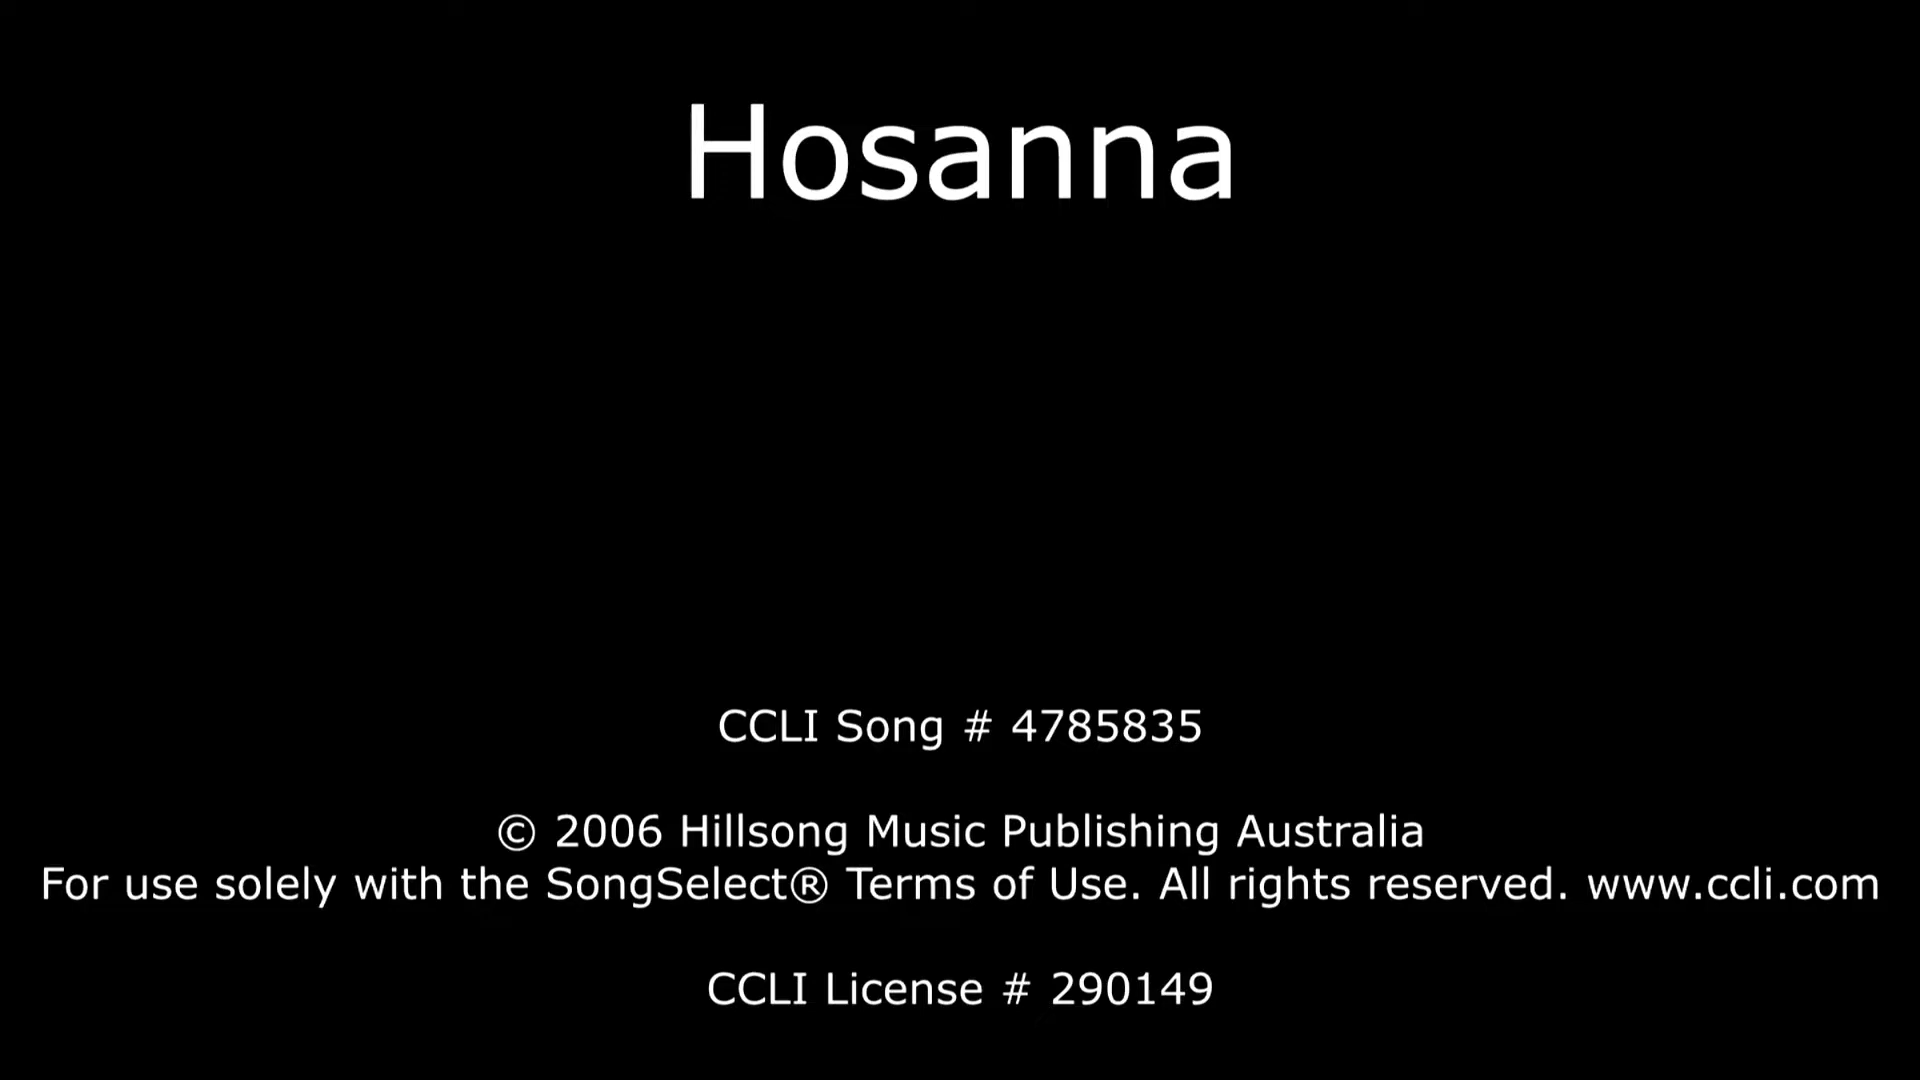 Hosanna
CCLI Song # 4785835
© 2006 Hillsong Music Publishing Australia
For use solely with the SongSelect® Terms of Use. All rights reserved. www.ccli.com
CCLI License # 290149